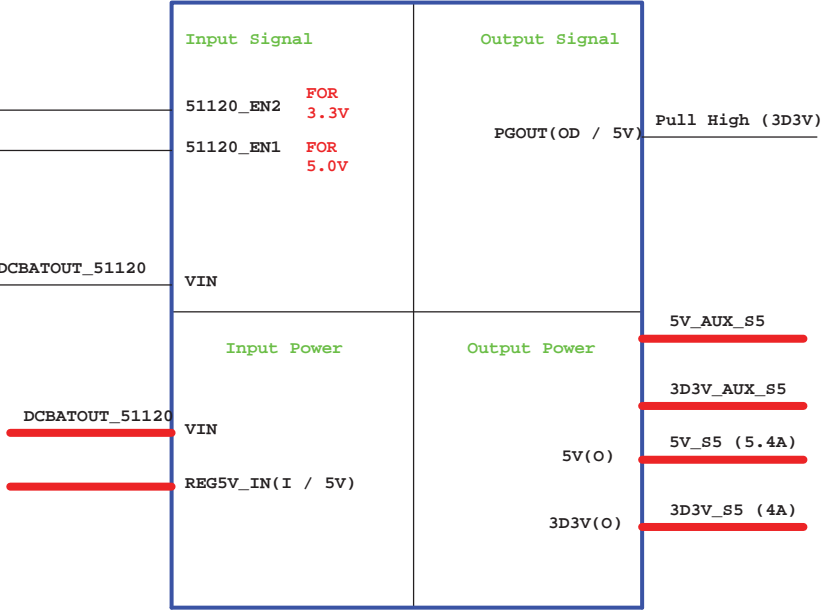 Input Signal
Output Signal
51120_EN2
FOR
3.3V
Pull High (3D3V)
PGOUT(OD / 5V)
51120_EN1
FOR
5.0V
DCBATOUT_51120
VIN
5V_AUX_S5
Input Power
Output Power
3D3V_AUX_S5
DCBATOUT_51120
VIN
5V_S5 (5.4A)
5V(O)
REG5V_IN(I / 5V)
3D3V_S5 (4A)
3D3V(O)